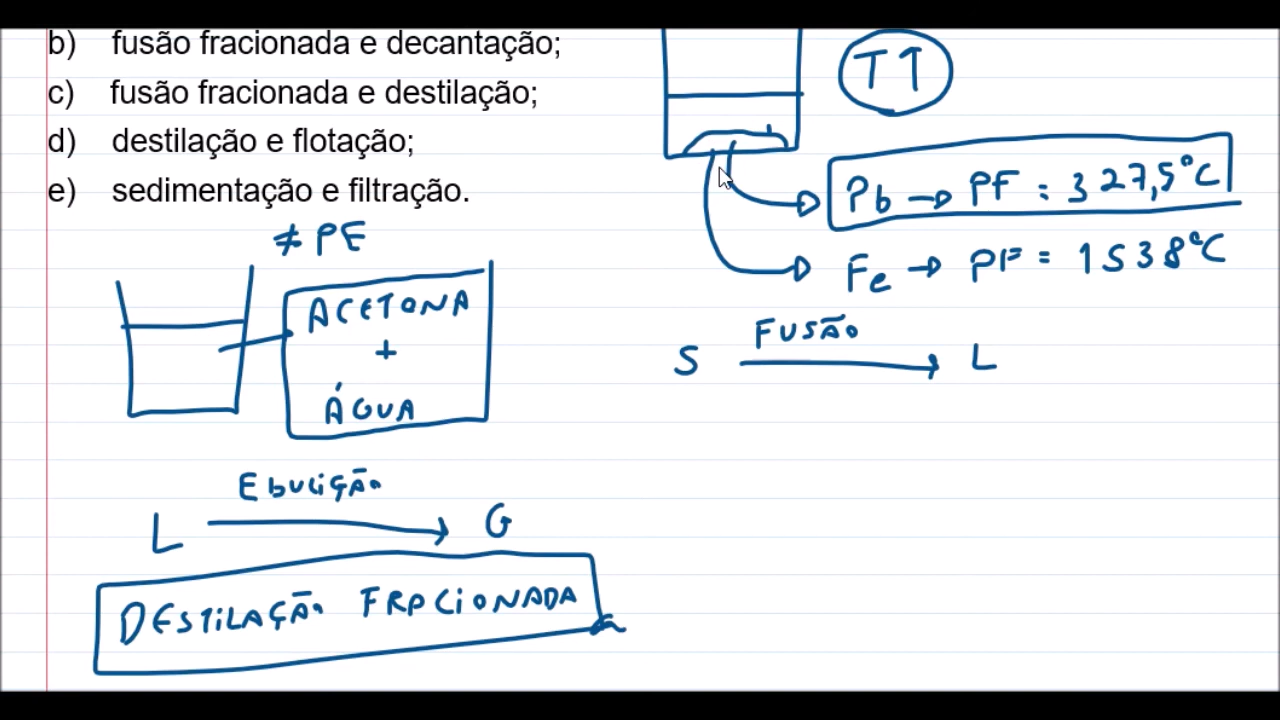 b) fusão fracionada e decantação;
c) fusão fracionada e destilação;
d) destilação e flotação;
e) sedimentação e filtração.
T↑
Pb → PF = 327,5°C
Fe → PF = 1538°C
S FUSÃO → L
≠ PE
ACETONA
+
ÁGUA
Ebulição
L → G
DESTILAÇÃO FRACIONADA